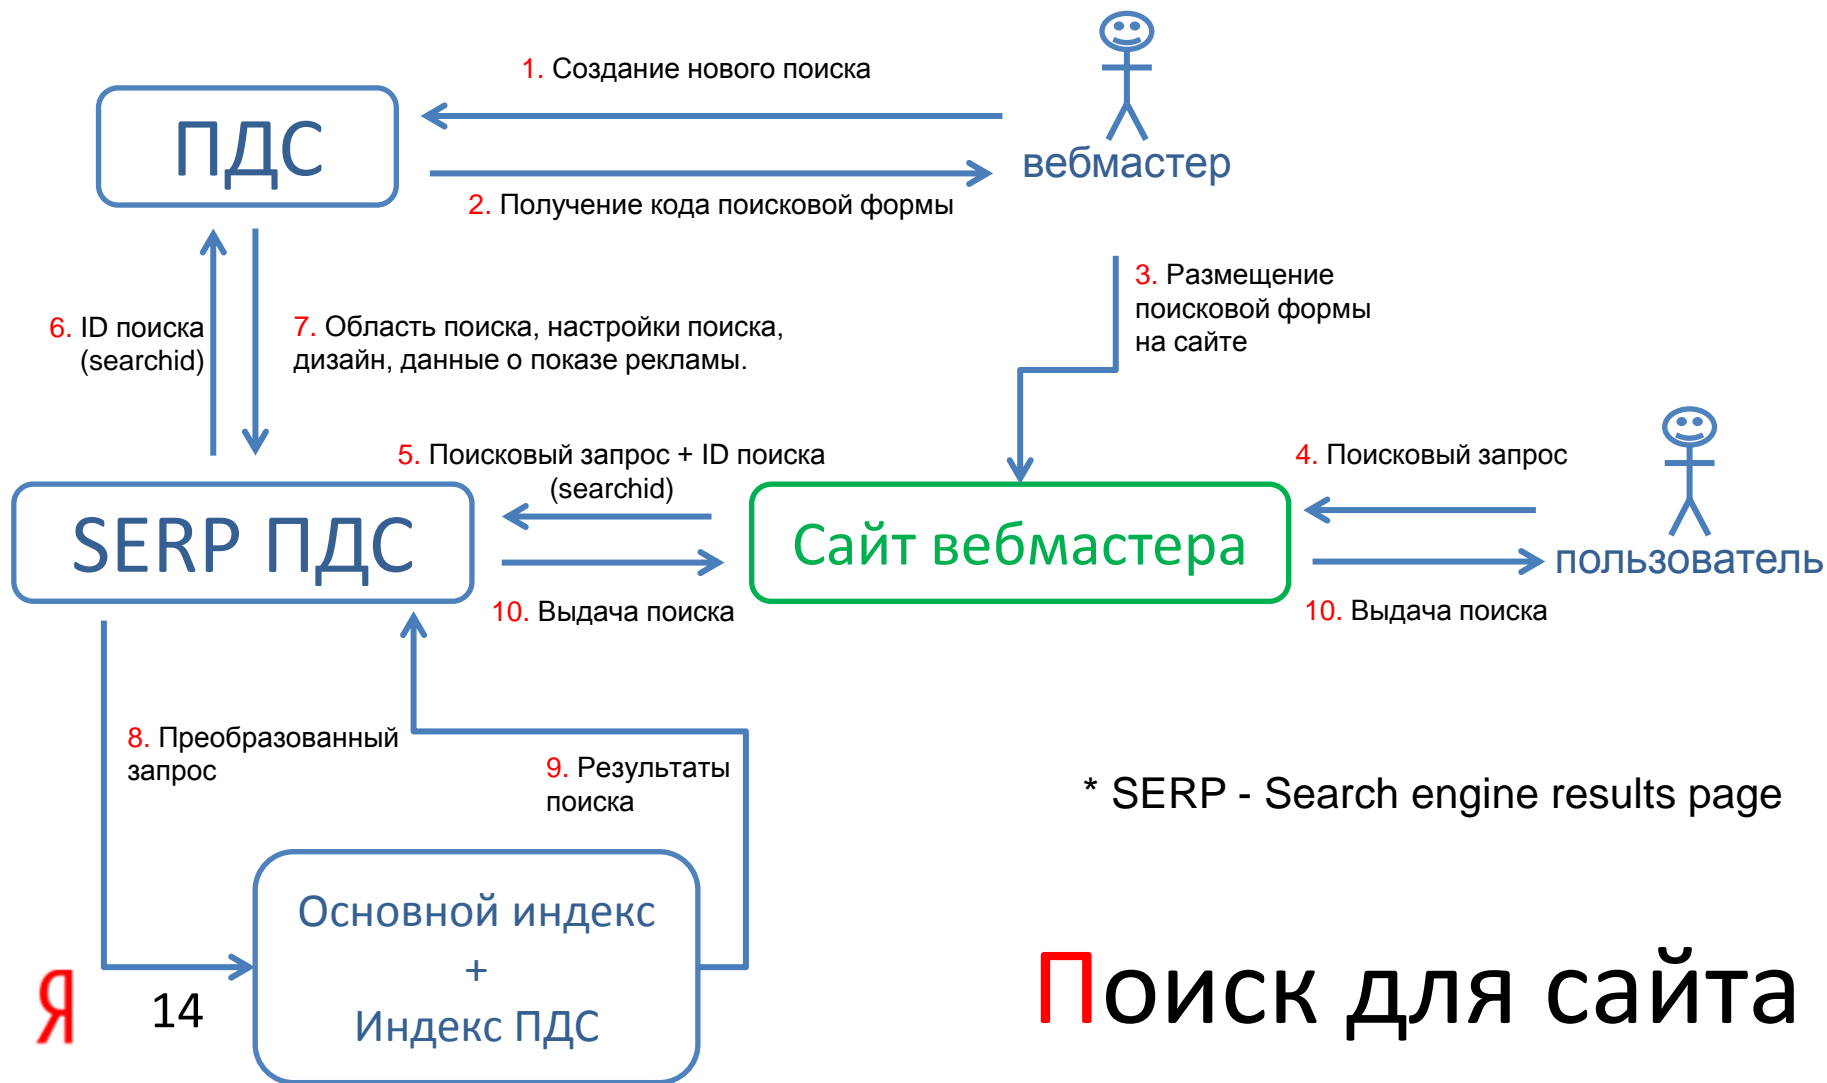 1. Создание нового поиска
ПДС
вебмастер
2. Получение кода поисковой формы
3. Размещение
поисковой формы
на сайте
6. ID поиска
(searchid)
7. Область поиска, настройки поиска,
дизайн, данные о показе рекламы.
5. Поисковый запрос + ID поиска
(searchid)
4. Поисковый запрос
SERP ПДС
Сайт вебмастера
пользователь
10. Выдача поиска
10. Выдача поиска
8. Преобразованный
запрос
9. Результаты
поиска
* SERP - Search engine results page
Основной индекс
+
Индекс ПДС
Я
14
Поиск для сайта